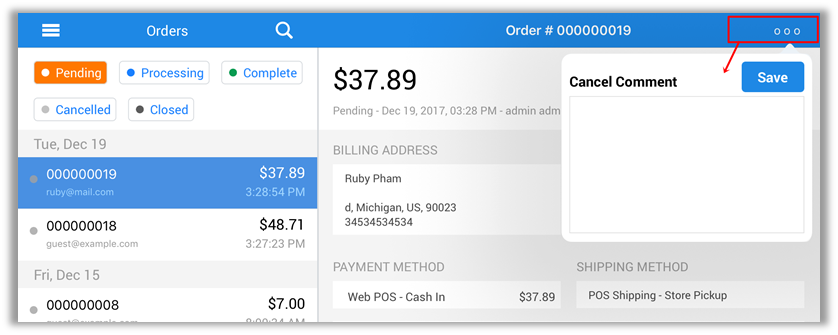 Orders
Order # 000000019
ooo
Pending
Processing
Complete
Cancelled
Closed
Tue, Dec 19
000000019
$37.89
ruby@mail.com
3:28:54 PM
000000018
$48.71
guest@example.com
3:27:23 PM
Fri, Dec 15
000000008
$7.00
$37.89
Pending - Dec 19, 2017, 03:28 PM - admin adm
BILLING ADDRESS
Ruby Pham
d, Michigan, US, 90023
34534534534
PAYMENT METHOD
Web POS - Cash In
$37.89
Cancel Comment
Save
SHIPPING METHOD
POS Shipping - Store Pickup